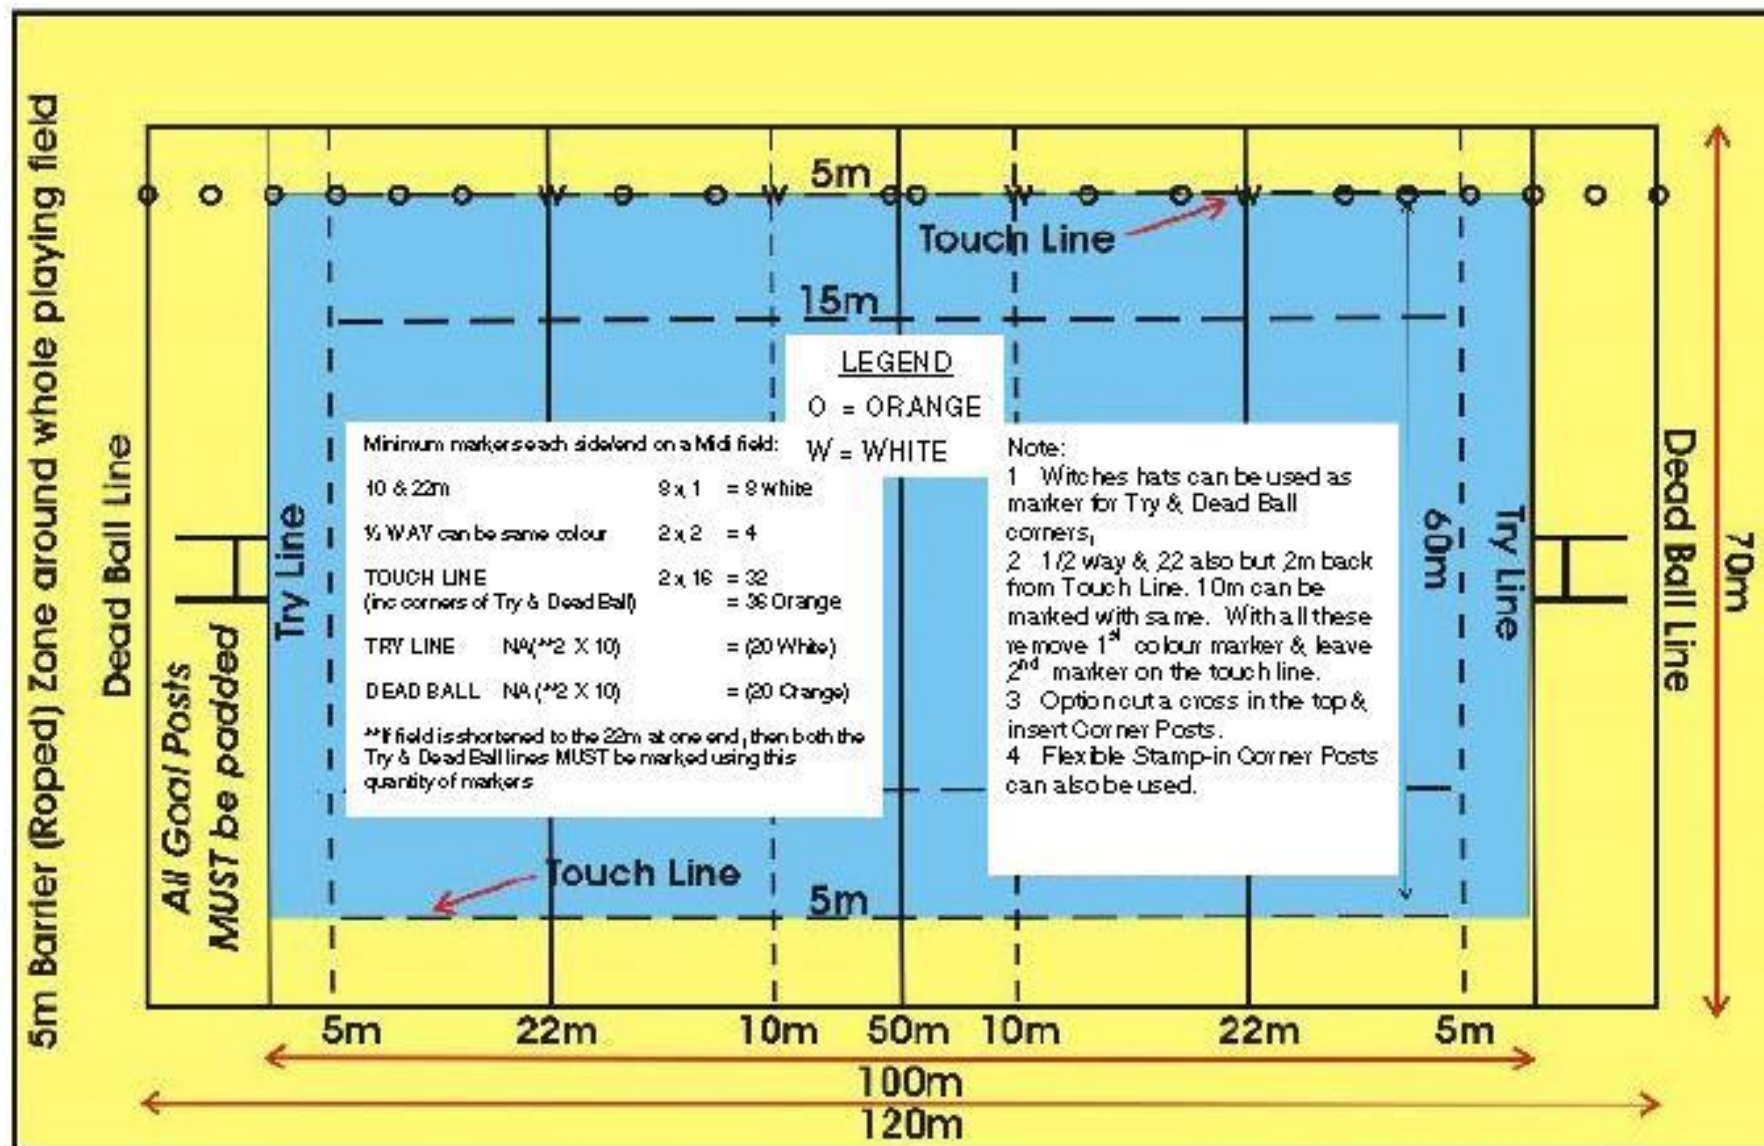 5m Barrier (Roped) Zone around whole playing field
Dead Ball Line
All Goal Posts
MUST be padded
Try Line
5m
Touch Line
15m
LEGEND
O = ORANGE
W = WHITE
Minimum markers each side/end on a Midi field:
10 & 22m 8 x 1 = 8 White
½ WAY can be same colour 2 x 2 = 4
TOUCH LINE 2 x 16 = 32
(inc corners of Try & Dead Ball) = 36 Orange
TRY LINE NA(**2 X 10) = (20 White)
DEAD BALL NA (**2 X 10) = (20 Orange)
**If field is shortened to the 22m at one end, then both the
Try & Dead Ball lines MUST be marked using this
quantity of markers
Note:
1 Witches hats can be used as
marker for Try & Dead Ball
corners,
2 1/2 way & 22 also but 2m back
from Touch Line. 10m can be
marked with same. With all these
remove 1st colour marker & leave
2nd marker on the touch line.
3 Option cut a cross in the top &
insert Corner Posts.
4 Flexible Stamp-in Corner Posts
can also be used.
60m
Try Line
Dead Ball Line
70m
Touch Line
5m
5m 22m 10m 50m 10m 22m 5m
100m
120m